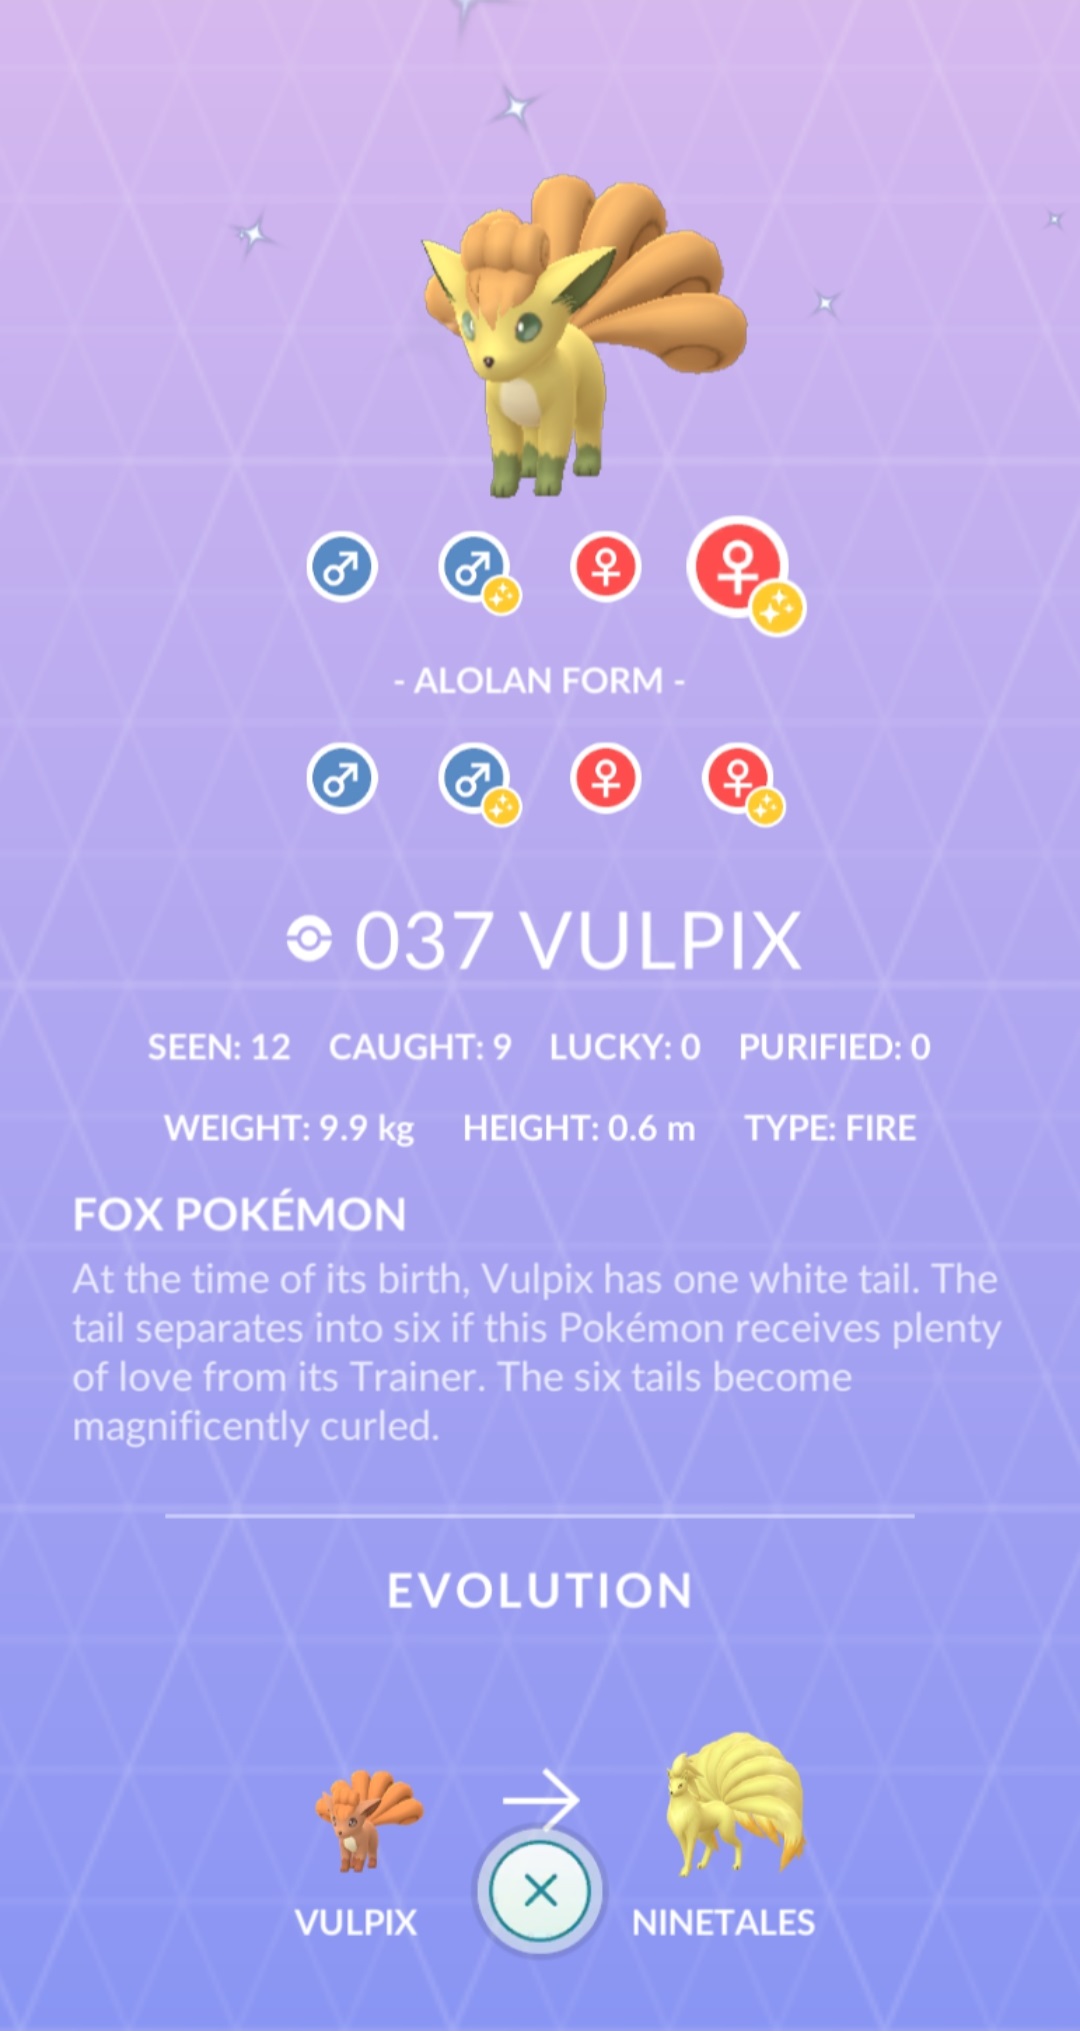 - ALOLAN FORM -
037 VULPIX
SEEN: 12 CAUGHT: 9 LUCKY: 0 PURIFIED: 0
WEIGHT: 9.9 kg HEIGHT: 0.6 m TYPE: FIRE
FOX POKÉMON
At the time of its birth, Vulpix has one white tail. The
tail separates into six if this Pokémon receives plenty
of love from its Trainer. The six tails become
magnificently curled.
EVOLUTION
VULPIX
NINETALES